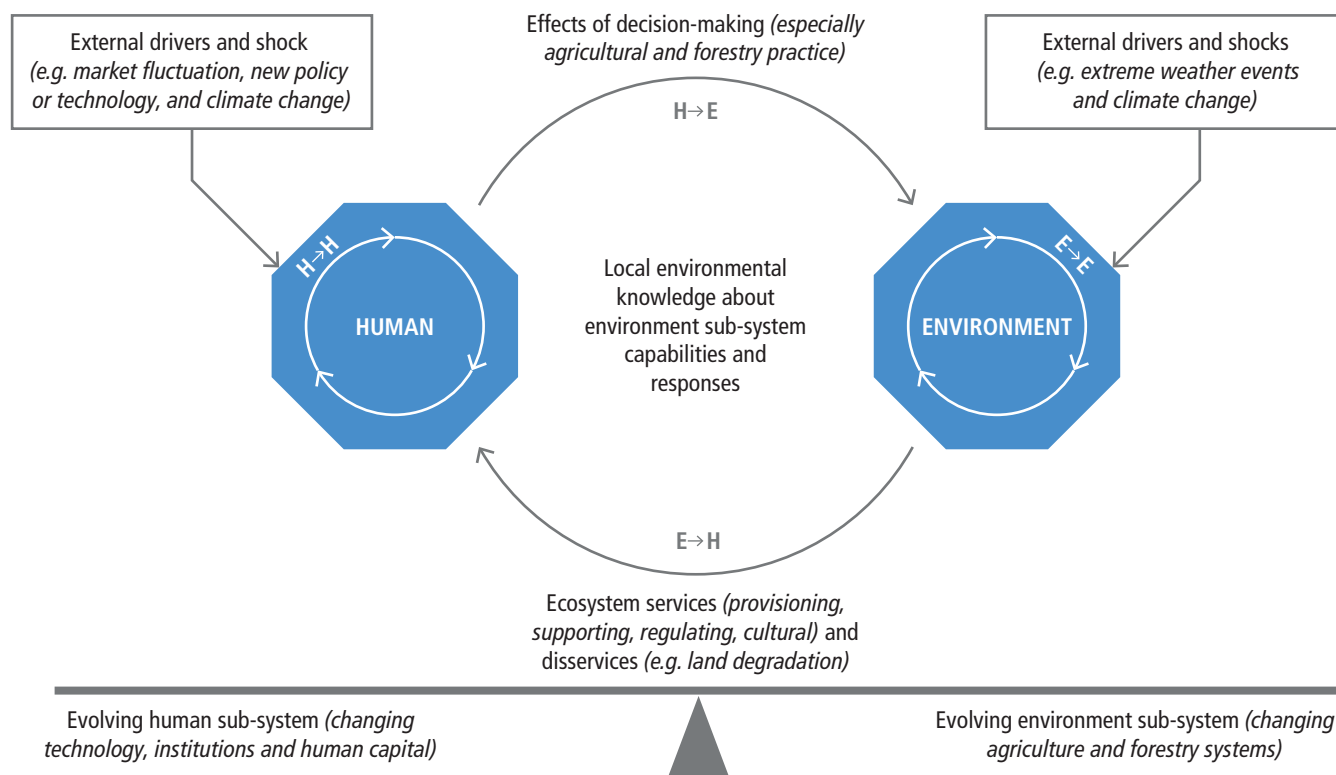 External drivers and shock
(e.g. market fluctuation, new policy
or technology, and climate change)
Effects of decision-making (especially
agricultural and forestry practice)
H→E
External drivers and shocks
(e.g. extreme weather events
and climate change)
H→H
HUMAN
Local environmental
knowledge about
environment sub-system
capabilities and
responses
E→E
ENVIRONMENT
E→H
Ecosystem services (provisioning,
supporting, regulating, cultural) and
disservices (e.g. land degradation)
Evolving human sub-system (changing
technology, institutions and human capital)
Evolving environment sub-system (changing
agriculture and forestry systems)